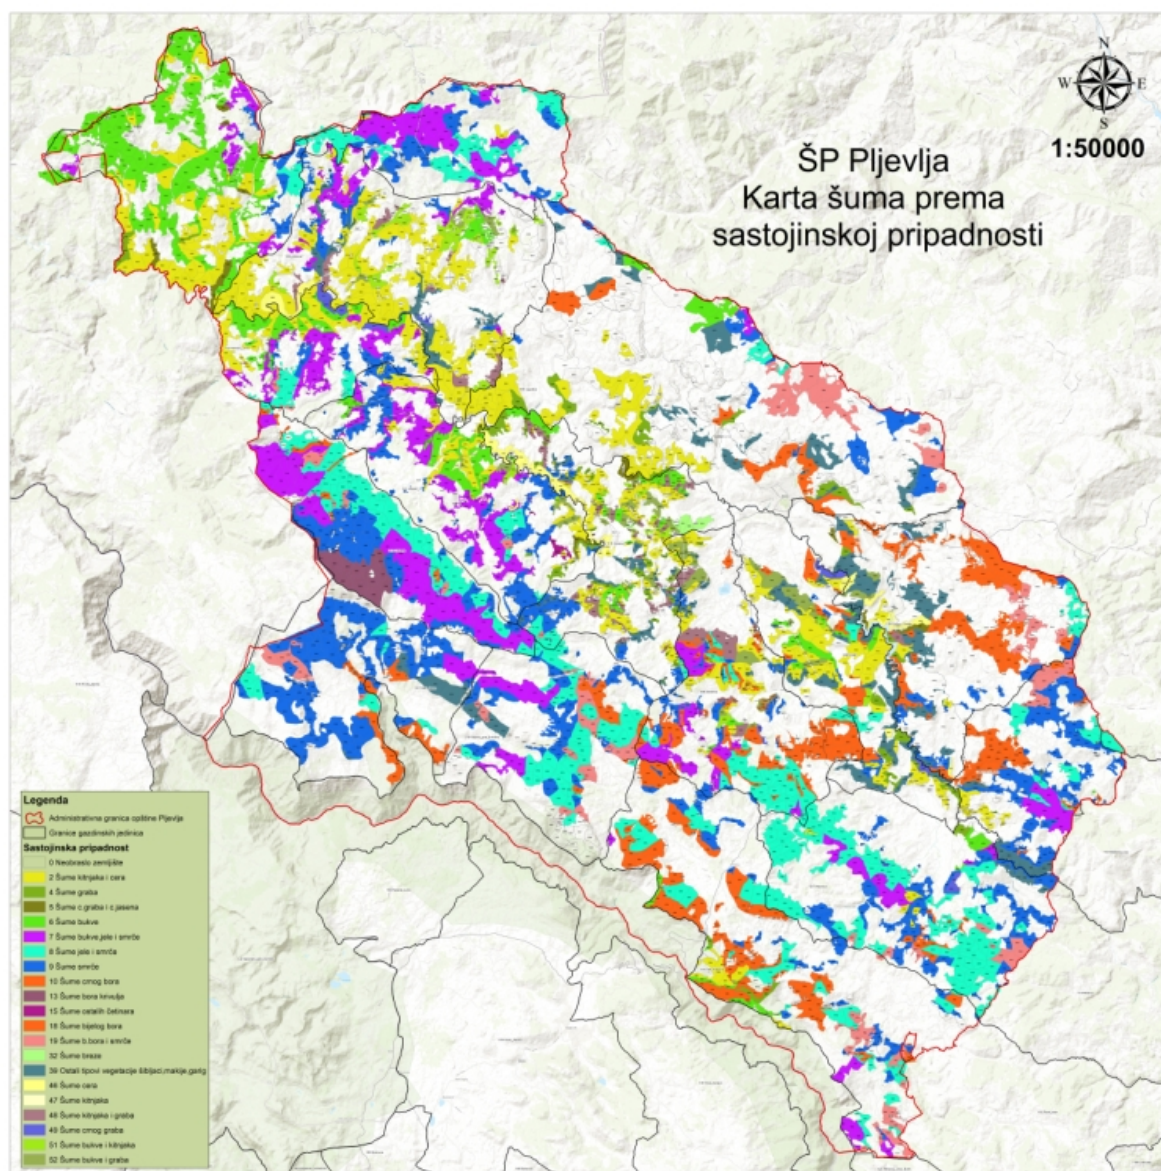 N
W E
S
1:50000
ŠP Pljevlja
Karta šuma prema
sastojinskoj pripadnosti
Legenda
Administrativna granica opštine Pljevlja
Granice gazdinskih jedinica
Sastojinska pripadnost
0 Neobraslo zemljište
2 Šume kitnjaka i cera
4 Šume graba
5 Šume c.graba i c.jasena
6 Šume bukve
7 Šume bukve,jele i smrče
8 Šume jele i smrče
9 Šume smrče
10 Šume crnog bora
13 Šume bora krivulja
15 Šume ostalih četinara
18 Šume bijelog bora
19 Šume b.bora i smrče
32 Šume breze
39 Ostali tipovi vegetacije šibljaci,makije,garig
46 Šume cera
47 Šume kitnjaka
48 Šume kitnjaka i graba
49 Šume crnog graba
51 Šume bukve i kitnjaka
52 Šume bukve i graba